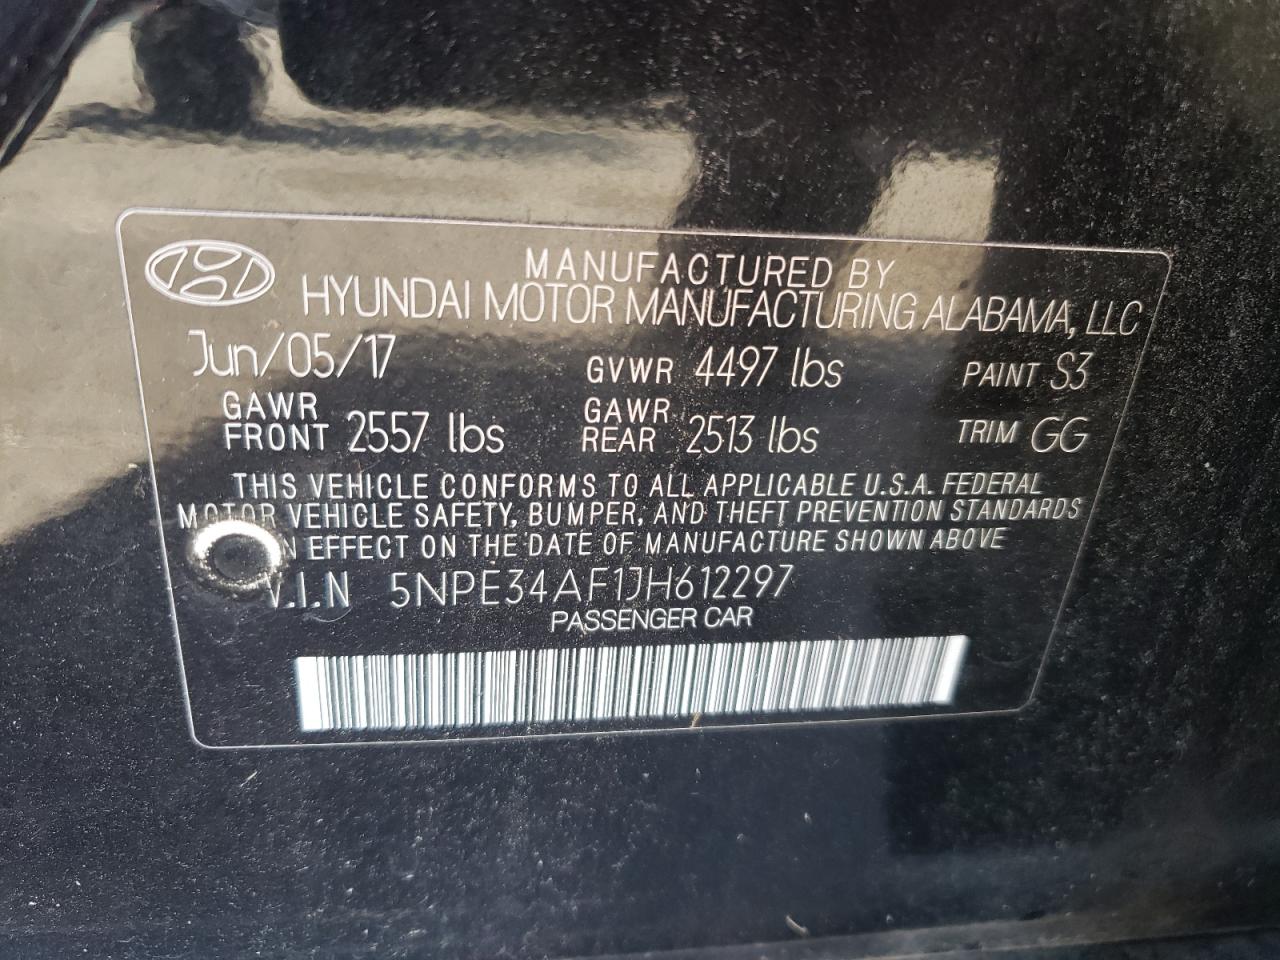 MANUFACTURED BY
HYUNDAI MOTOR MANUFACTURING ALABAMA, LLC
Jun/05/17 GVWR 4497 lbs PAINT S3
GAWR FRONT 2557 lbs GAWR REAR 2513 lbs TRIM GG
THIS VEHICLE CONFORMS TO ALL APPLICABLE U.S.A. FEDERAL
MOTOR VEHICLE SAFETY, BUMPER, AND THEFT PREVENTION STANDARDS
IN EFFECT ON THE DATE OF MANUFACTURE SHOWN ABOVE
V.I.N 5NPE34AF1JH612297
PASSENGER CAR